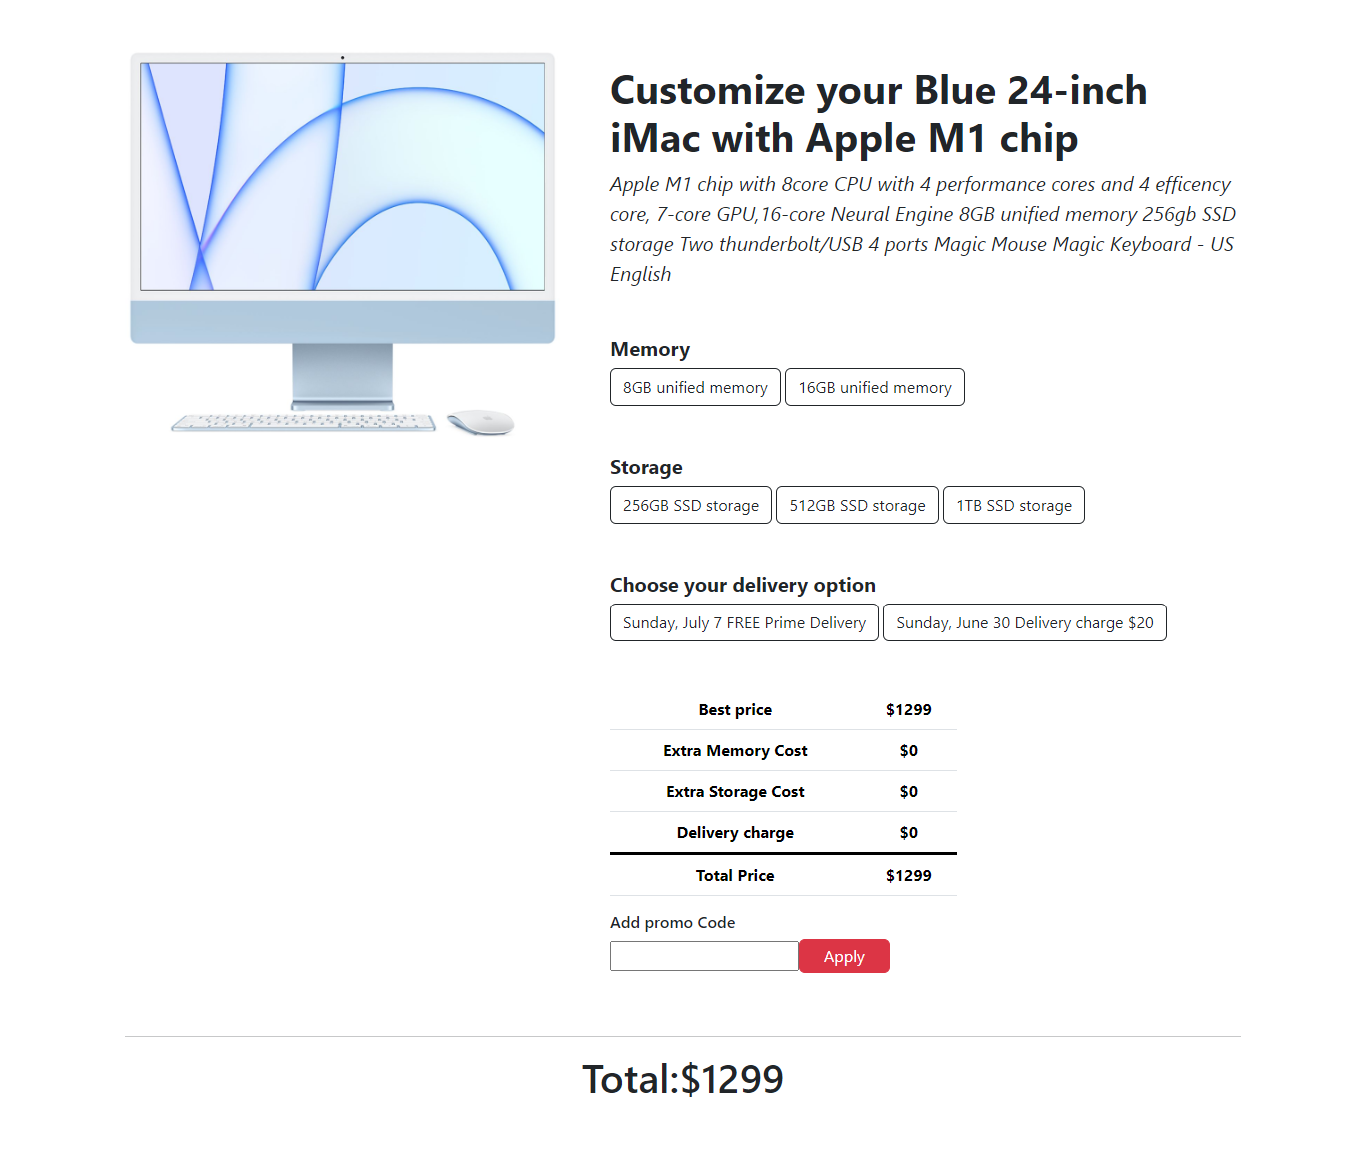 Customize your Blue 24-inch
iMac with Apple M1 chip
Apple M1 chip with 8core CPU with 4 performance cores and 4 efficency
core, 7-core GPU,16-core Neural Engine 8GB unified memory 256gb SSD
storage Two thunderbolt/USB 4 ports Magic Mouse Magic Keyboard - US
English
Memory
8GB unified memory 16GB unified memory
Storage
256GB SSD storage 512GB SSD storage 1TB SSD storage
Choose your delivery option
Sunday, July 7 FREE Prime Delivery Sunday, June 30 Delivery charge $20
Best price $1299
Extra Memory Cost $0
Extra Storage Cost $0
Delivery charge $0
Total Price $1299
Add promo Code
Apply
Total:$1299